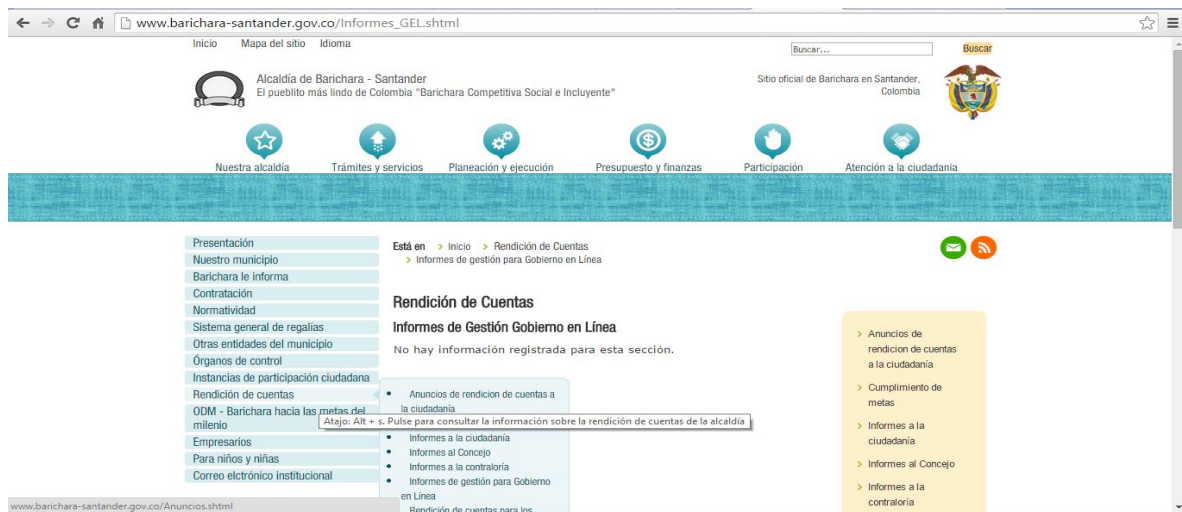 www.barichara-santander.gov.co/Informes_GEL.shtml
Inicio Mapa del sitio Idioma
Buscar... Buscar
Alcaldía de Barichara - Santander
El pueblito más lindo de Colombia "Barichara Competitiva Social e Incluyente"
Sitio oficial de Barichara en Santander,
Colombia
Nuestra alcaldía Trámites y servicios Planeación y ejecución Presupuesto y finanzas Participación Atención a la ciudadania
Presentación
Nuestro municipio
Barichara le informa
Contratación
Normatividad
Sistema general de regalías
Otras entidades del municipio
Órganos de control
Instancias de participación ciudadana
Rendición de cuentas
ODM - Barichara hacia las metas del
milenio
Empresarios
Para niños y niñas
Correo elctrónico institucional
Está en > Inicio > Rendición de Cuentas
> Informes de gestión para Gobierno en Línea
Rendición de Cuentas
Informes de Gestión Gobierno en Línea
No hay información registrada para esta sección.
Anuncios de rendicion de cuentas a
la ciudadanía
Atajo: Alt + s. Pulse para consultar la información sobre la rendición de cuentas de la alcaldía
Informes a la ciudadanía
Informes al Concejo
Informes a la contraloría
Informes de gestión para Gobierno
en Línea
Rendición de cuentas para los
> Anuncios de
rendicion de cuentas
a la ciudadanía
> Cumplimiento de
metas
> Informes a la
ciudadanía
> Informes al Concejo
> Informes a la
contraloría
www.barichara-santander.gov.co/Anuncios.shtml